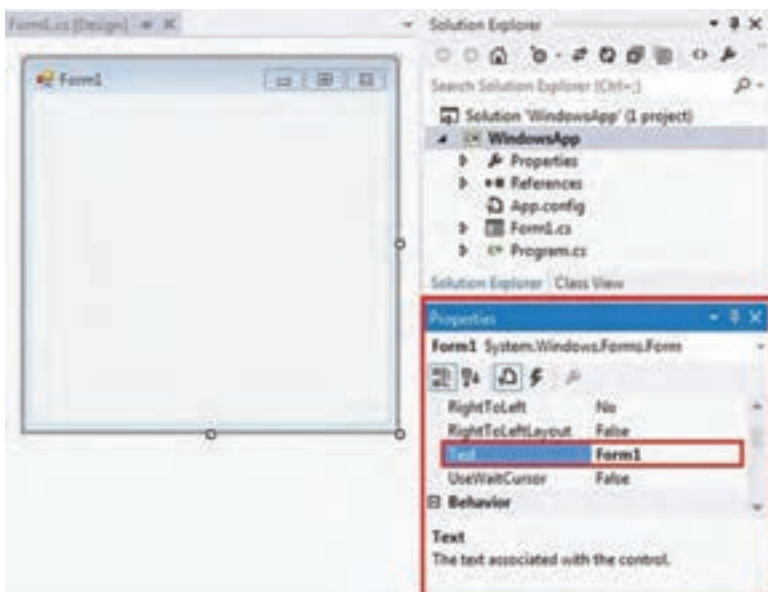 Form1.cs [Design]
Form1
Solution Explorer
Search Solution Explorer (Ctrl+;)
Solution 'WindowsApp' (1 project)
WindowsApp
Properties
References
App.config
Form1.cs
Program.cs
Solution Explorer Class View
Properties
Form1 System.Windows.Forms.Form
RightToLeft No
RightToLeftLayout False
Text Form1
UseWaitCursor False
Behavior
Text
The text associated with the control.